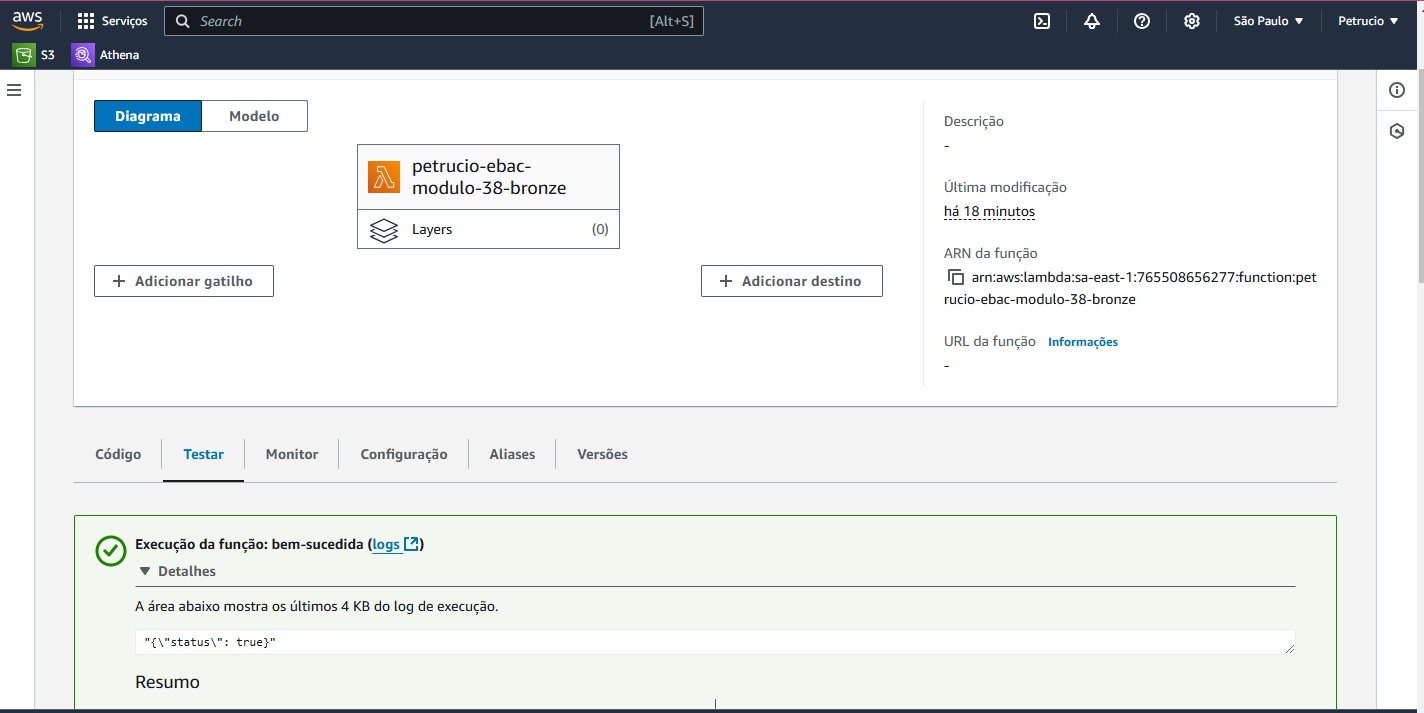 aws
Serviços
Search
[Alt+S]
São Paulo
Petrucio
S3
Athena
Diagrama
Modelo
petrucio-ebac-
modulo-38-bronze
Layers
(0)
+ Adicionar gatilho
+ Adicionar destino
Descrição
-
Última modificação
há 18 minutos
ARN da função
arn:aws:lambda:sa-east-1:765508656277:function:pet
rucio-ebac-modulo-38-bronze
URL da função Informações
-
Código
Testar
Monitor
Configuração
Aliases
Versões
Execução da função: bem-sucedida (logs)
Detalhes
A área abaixo mostra os últimos 4 KB do log de execução.
"{\"status\": true}"
Resumo